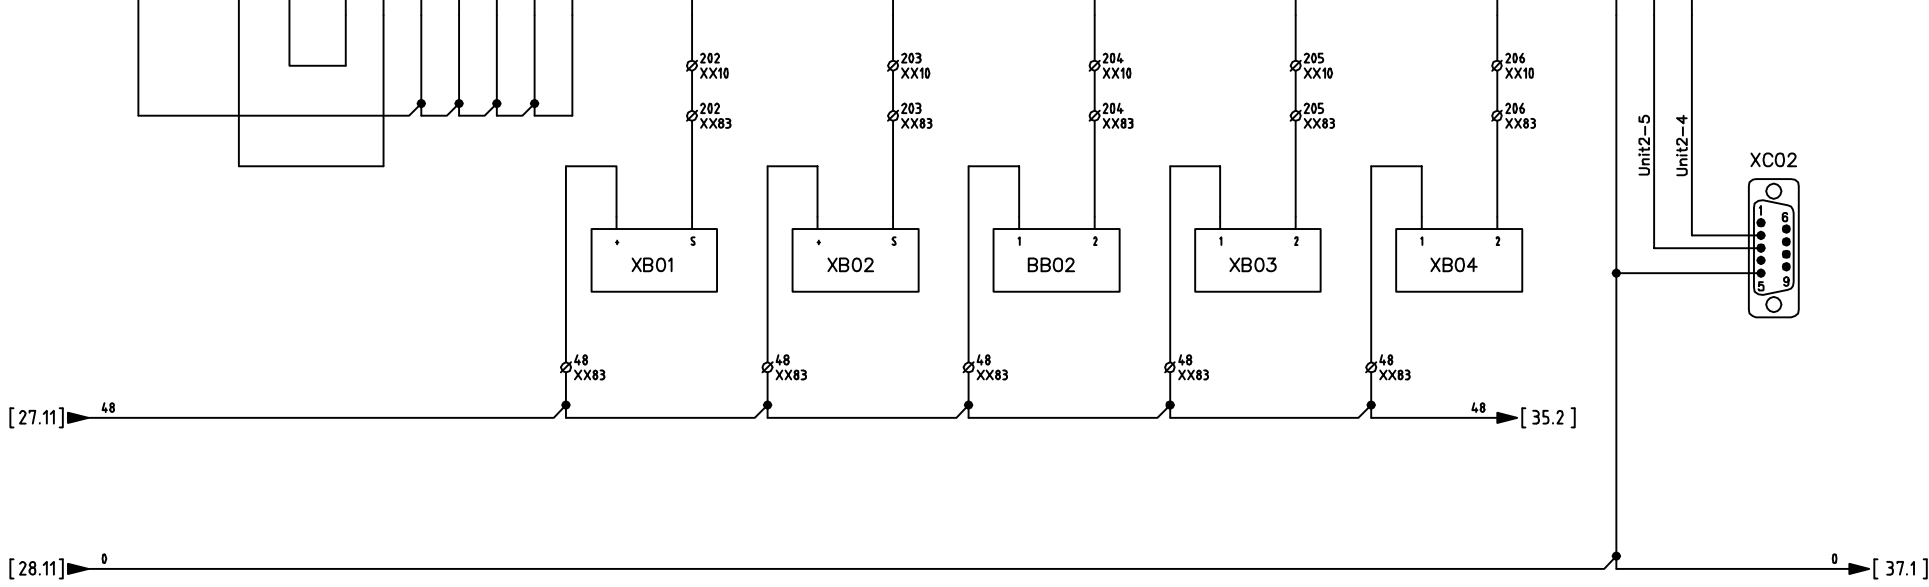 202
XX10
203
XX10
204
XX10
205
XX10
206
XX10
202
XX83
203
XX83
204
XX83
205
XX83
206
XX83
Unit2-5
Unit2-4
XC02
1
6
5
9
+ S
XB01
+ S
XB02
1 2
BB02
1 2
XB03
1 2
XB04
48
XX83
48
XX83
48
XX83
48
XX83
48
XX83
[27.11] 48
48 [35.2]
[28.11] 0
0 [37.1]